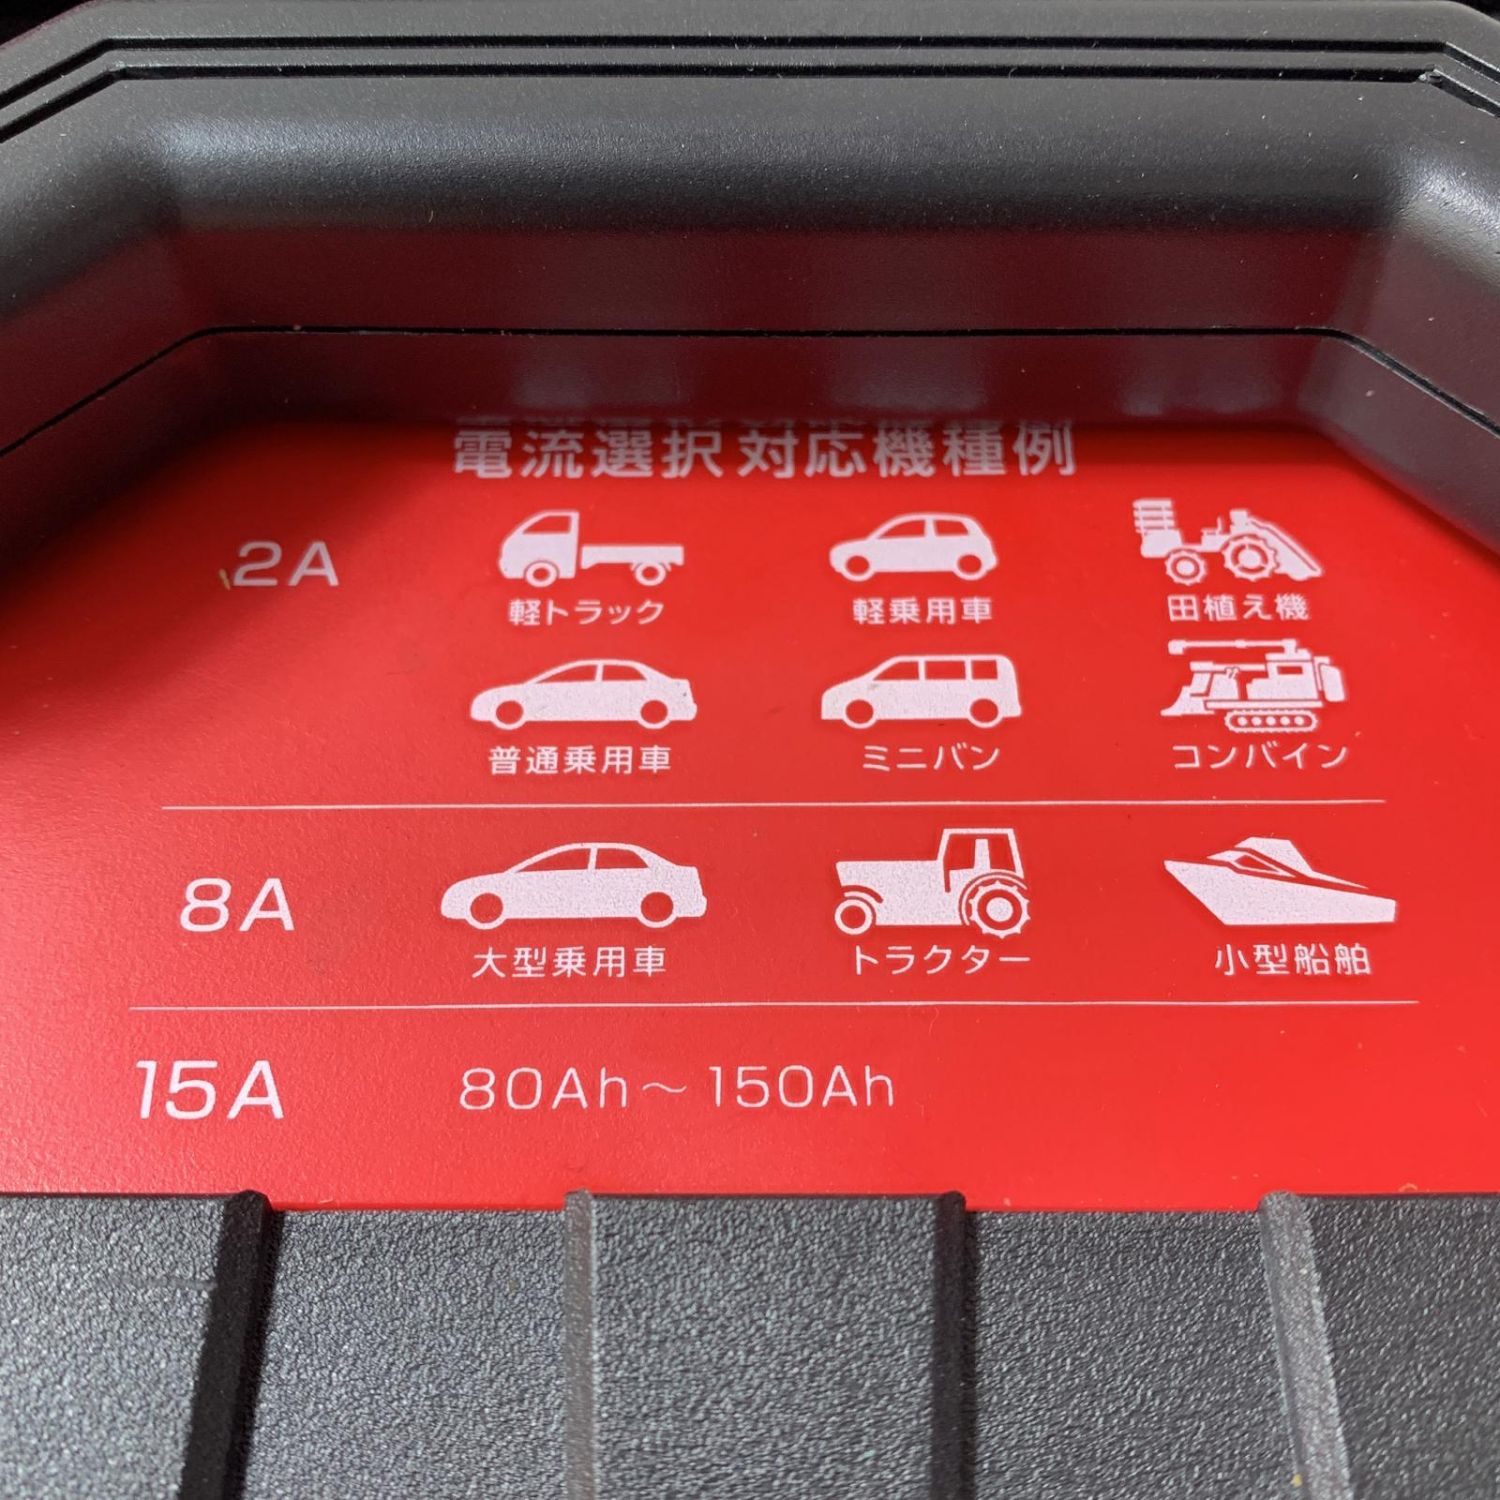 電流選択対応機種例
2A
軽トラック 軽乗用車 田植え機
普通乗用車 ミニバン コンバイン
8A
大型乗用車 トラクター 小型船舶
15A 80Ah～150Ah